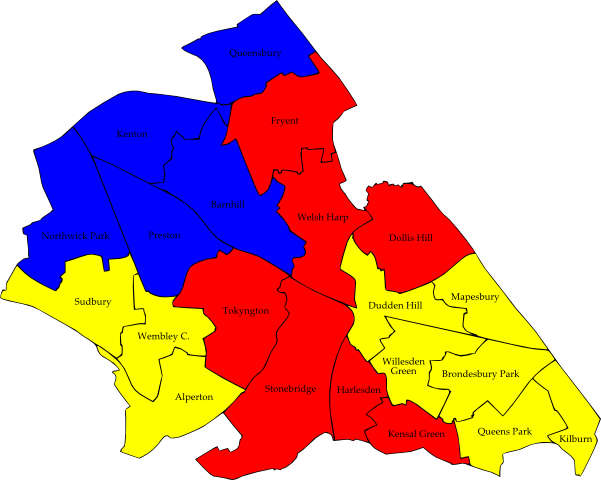 Queensbury
Kenton
Fryent
Barnhill
Welsh Harp
Northwick Park
Preston
Dollis Hill
Sudbury
Tokyngton
Dudden Hill
Mapesbury
Wembley C.
Willesden
Green
Brondesbury Park
Alperton
Stonebridge
Harlesden
Kensal Green
Queens Park
Kilburn